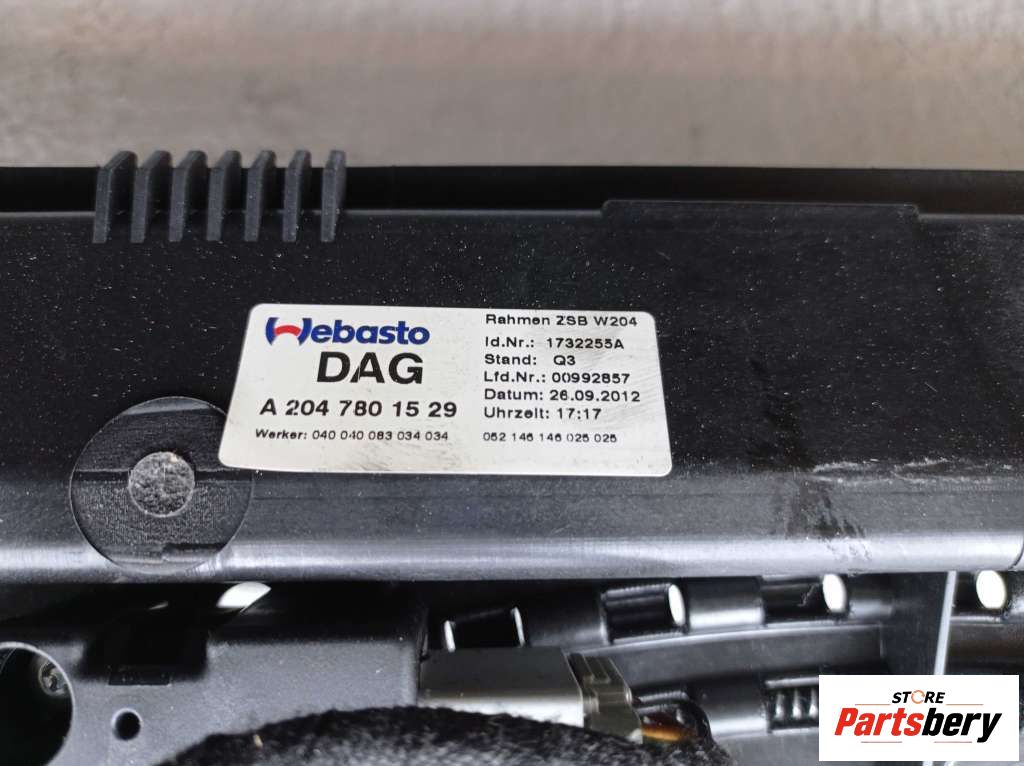 Webasto
DAG
A 204 780 15 29
Werker: 040 040 083 034 034
Rahmen ZSB W204
Id.Nr.: 1732255A
Stand: Q3
Lfd.Nr.: 00992857
Datum: 26.09.2012
Uhrzeit: 17:17
052 146 146 025 025
STORE
Partsbery